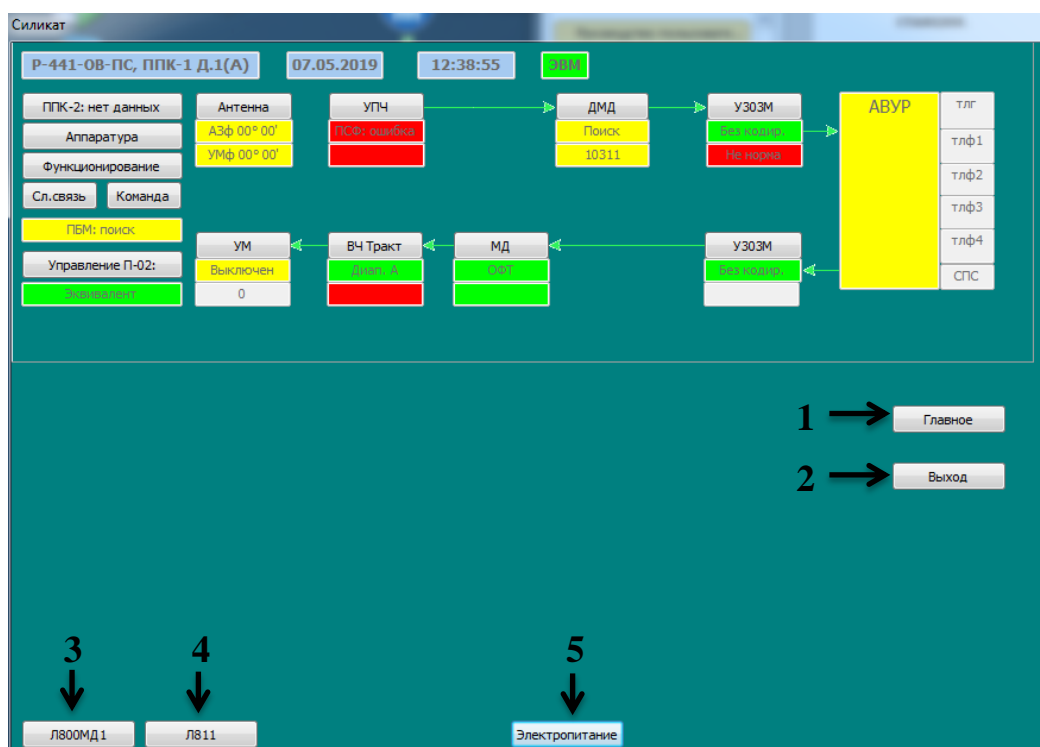 Силикат
Р-441-ОВ-ПС, ППК-1 Д.1(А) 07.05.2019 12:38:55 ЭВМ
ППК-2: нет данных
Аппаратура
Функционирование
Сл.связь Команда
ПБМ: поиск
Управление П-02:
Эквивалент
Антенна
АЗф 00° 00'
УМф 00° 00'
УПЧ
ПСФ: ошибка
ДМД
Поиск
10311
УЗОЗМ
Без кодир.
Не норма
АВУР
тлг
тлф1
тлф2
тлф3
тлф4
СПС
УМ
Выключен
0
ВЧ Тракт
Диап. А
МД
ОФТ
УЗОЗМ
Без кодир.
1 Главное
2 Выход
3 4 5
Л800МД1 Л811 Электропитание